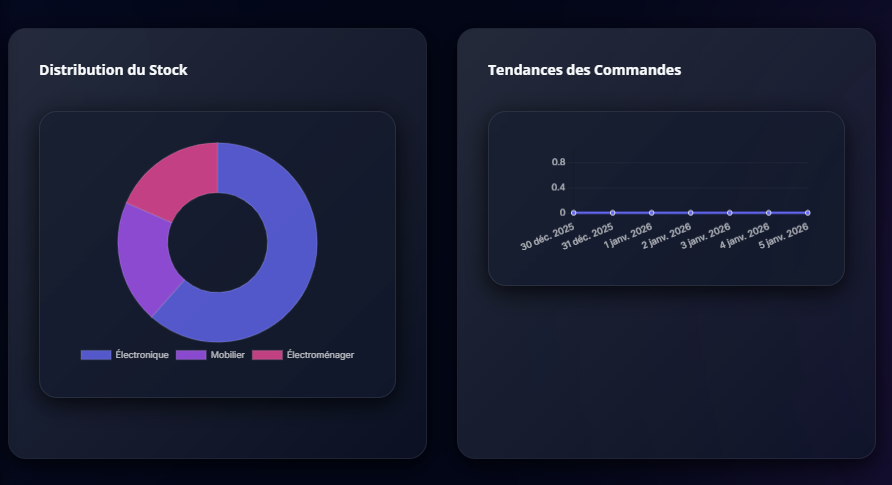 Distribution du Stock
Électronique Mobilier Électroménager
Tendances des Commandes
0.8
0.4
0
30 déc. 2025 31 déc. 2025 1 janv. 2026 2 janv. 2026 3 janv. 2026 4 janv. 2026 5 janv. 2026